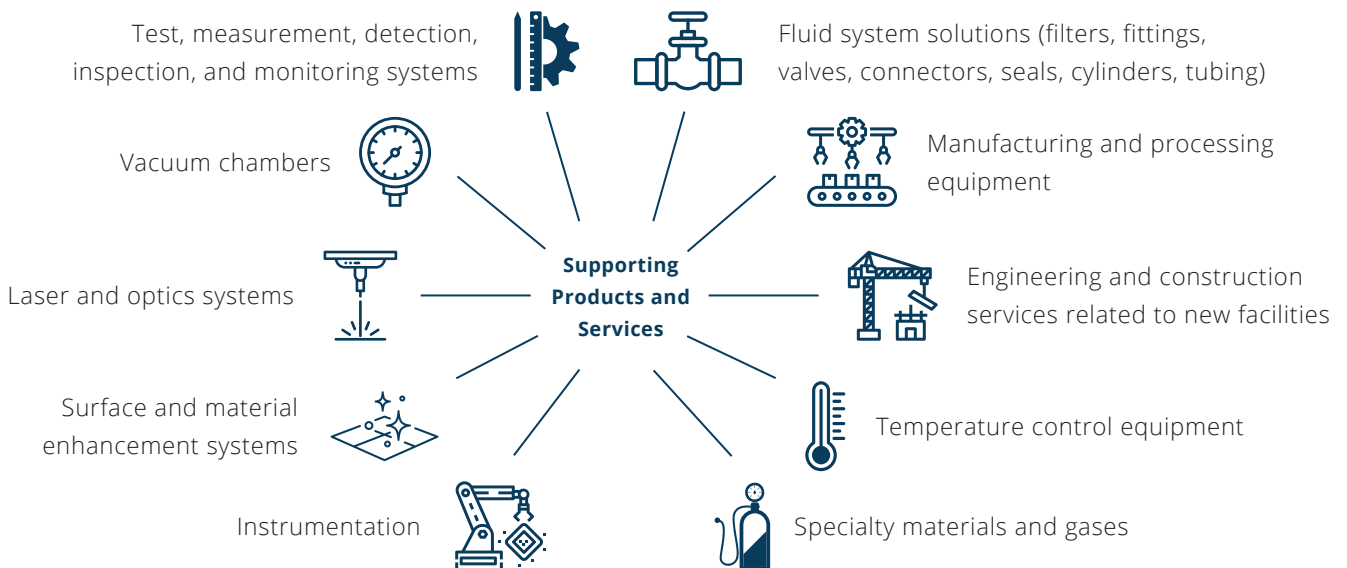 Test, measurement, detection,
inspection, and monitoring systems
Fluid system solutions (filters, fittings,
valves, connectors, seals, cylinders, tubing)
Vacuum chambers
Manufacturing and processing
equipment
Laser and optics systems
Supporting
Products and
Services
Engineering and construction
services related to new facilities
Surface and material
enhancement systems
Temperature control equipment
Instrumentation
Specialty materials and gases